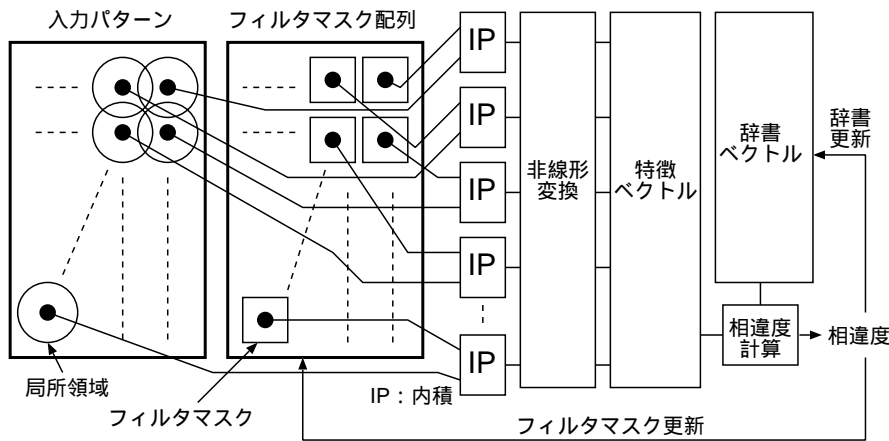 入力パターン
フィルタマスク配列
IP
IP
IP
IP
IP
非線形
変換
特徴
ベクトル
辞書
ベクトル
辞書
更新
相違度
計算
相違度
局所領域
フィルタマスク
IP：内積
フィルタマスク更新